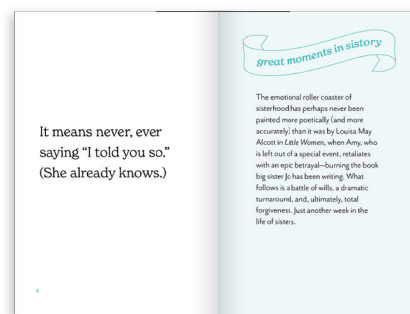 It means never, ever
saying “I told you so.”
(She already knows.)
6
great moments in sistory
The emotional roller coaster of
sisterhood has perhaps never been
painted more poetically (and more
accurately) than it was by Louisa May
Alcott in Little Women, when Amy, who
is left out of a special event, retaliates
with an epic betrayal—burning the book
big sister Jo has been writing. What
follows is a battle of wills, a dramatic
turnaround, and, ultimately, total
forgiveness. Just another week in the
life of sisters.